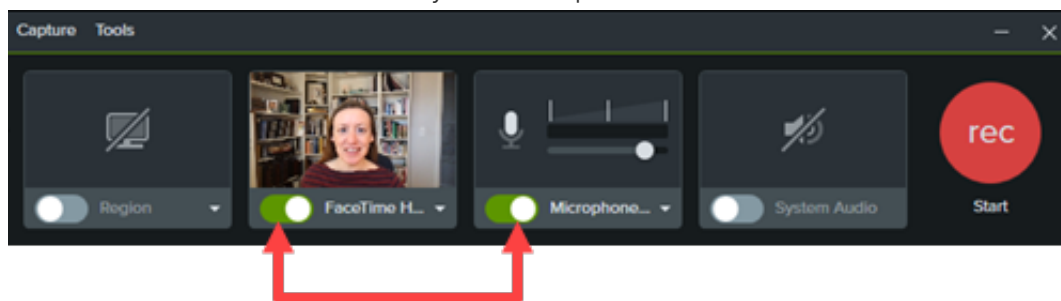 Capture Tools
Region
FaceTime H...
Microphone...
System Audio
rec
Start